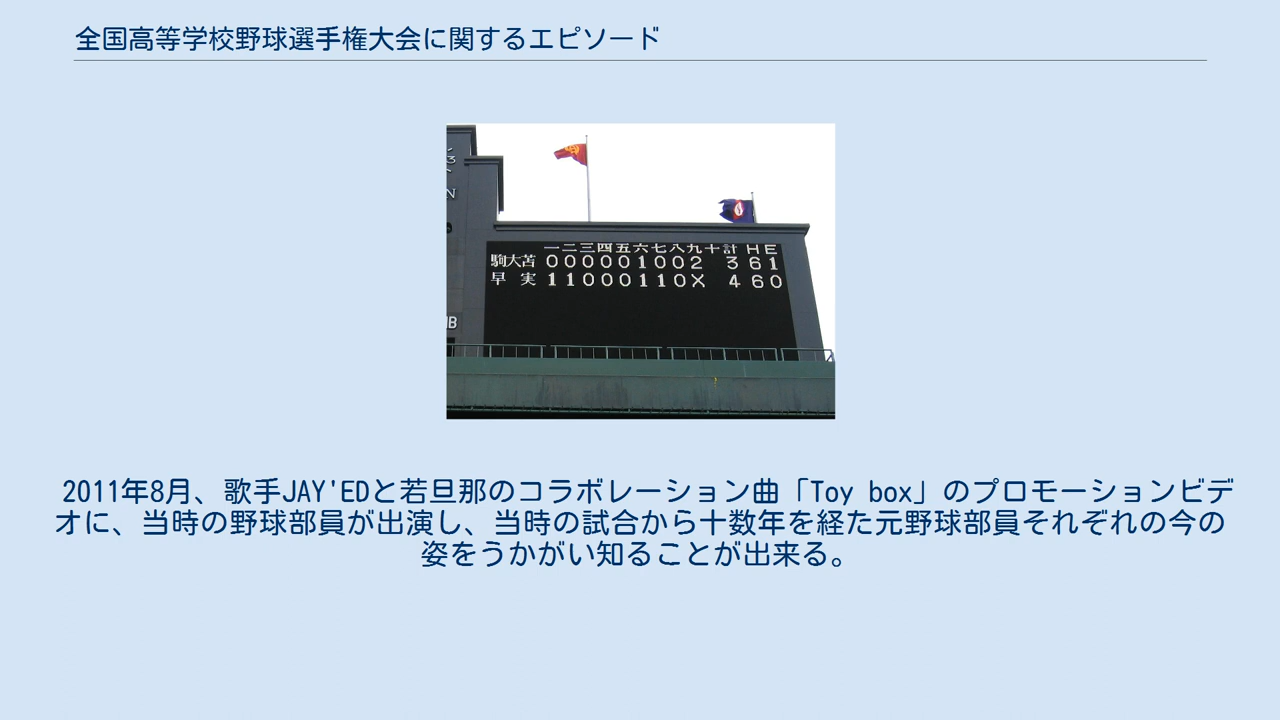 全国高等学校野球選手権大会に関するエピソード
N
B
一二三四五六七八九十計HE
駒大苫 000001002 3 6 1
早 実 11000110X 4 6 0
2011年8月、歌手JAY'EDと若旦那のコラボレーション曲「Toy box」のプロモーションビデ
オに、当時の野球部員が出演し、当時の試合から十数年を経た元野球部員それぞれの今の
姿をうかがい知ることが出来る。